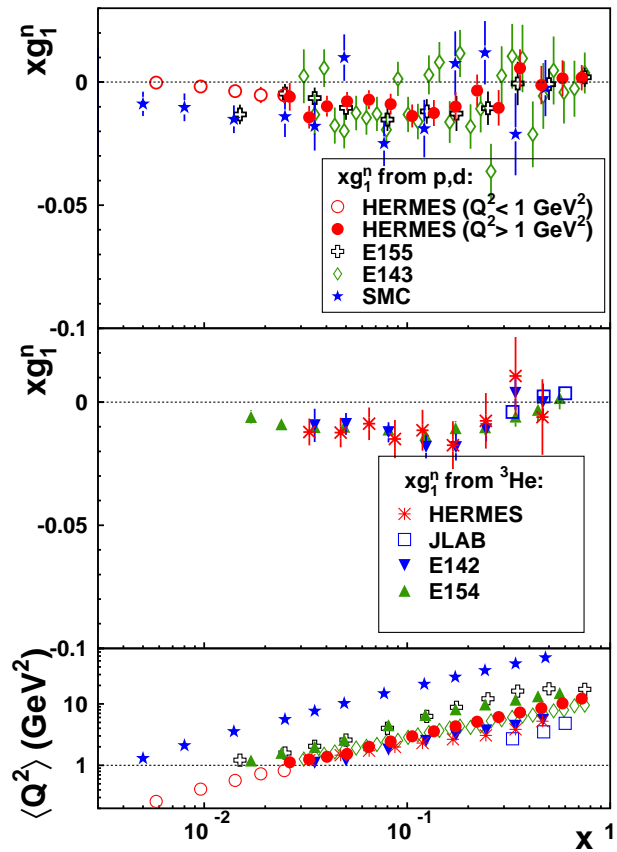 xg₁ⁿ
0
-0.05
-0.1
xg₁ⁿ from p,d:
HERMES (Q² < 1 GeV²)
HERMES (Q² > 1 GeV²)
E155
E143
SMC
xg₁ⁿ
0
-0.05
-0.1
xg₁ⁿ from ³He:
HERMES
JLAB
E142
E154
⟨Q²⟩ (GeV²)
10
1
10⁻² 10⁻¹ 1
x